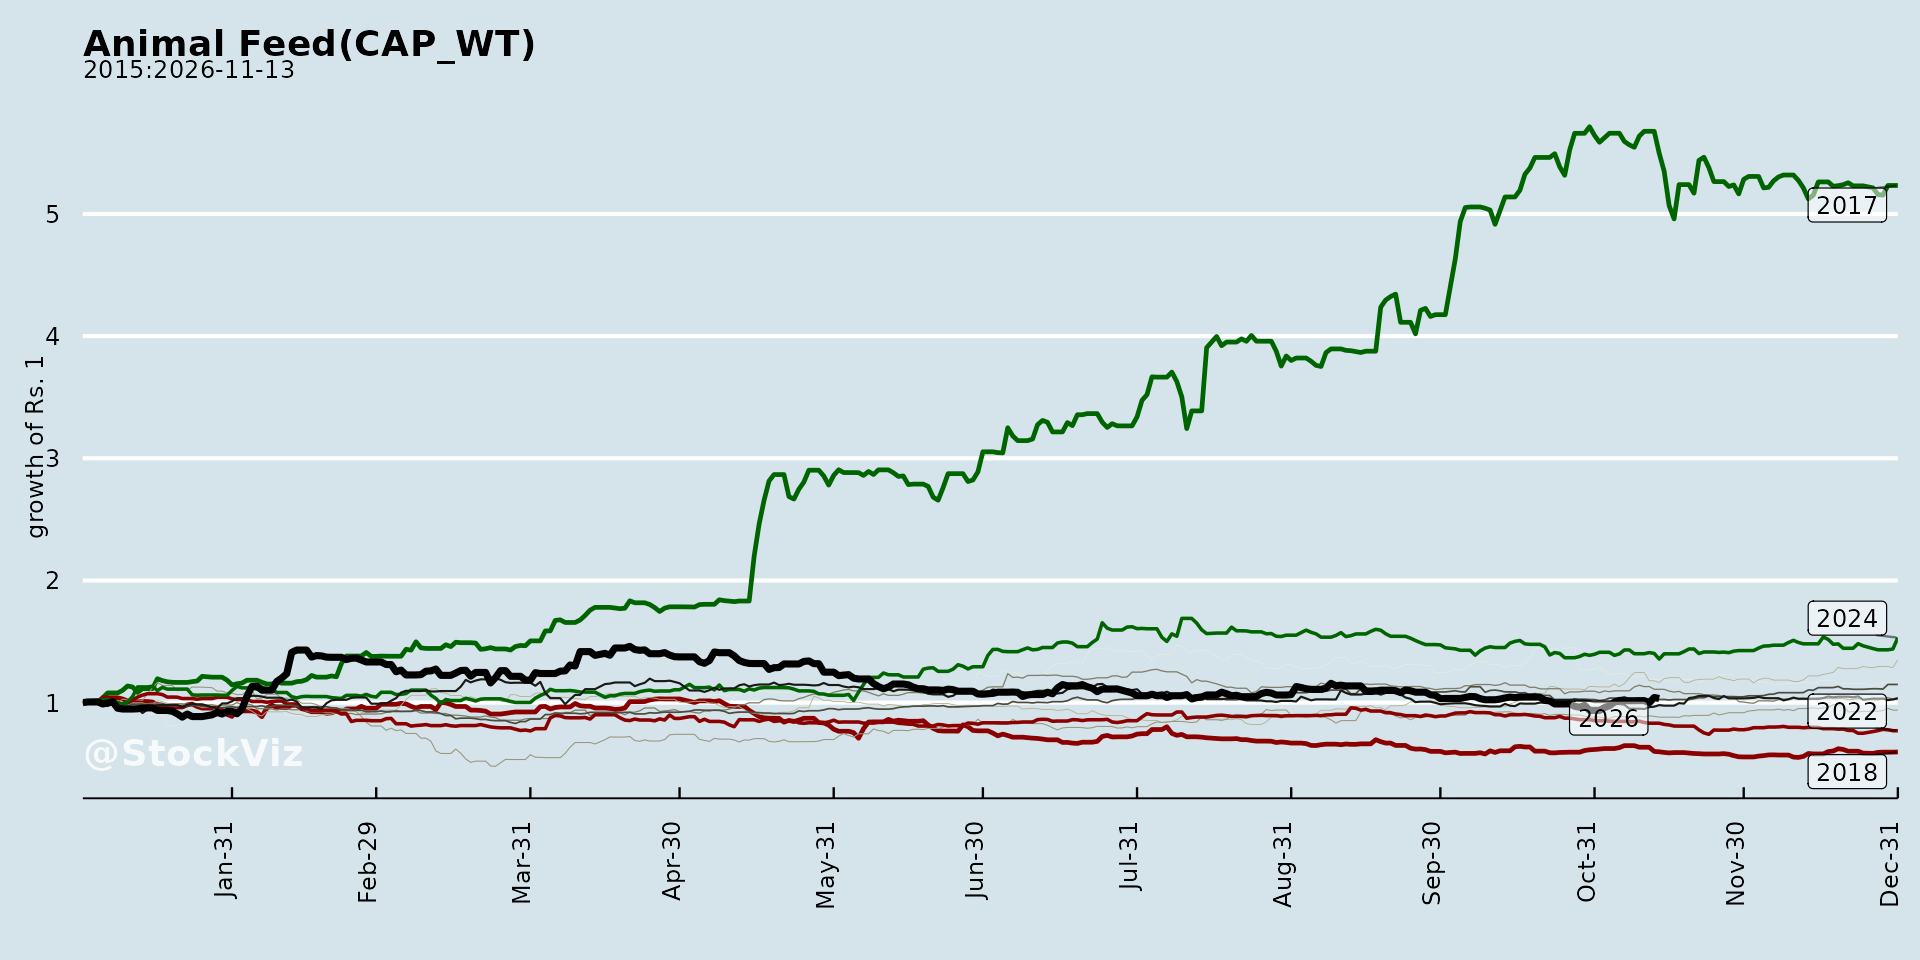 Animal Feed(CAP_WT)
2015:2026-11-13
growth of Rs. 1
5
4
3
2
1
2017
2024
2022
2026
2018
@StockViz
Jan-31
Feb-29
Mar-31
Apr-30
May-31
Jun-30
Jul-31
Aug-31
Sep-30
Oct-31
Nov-30
Dec-31